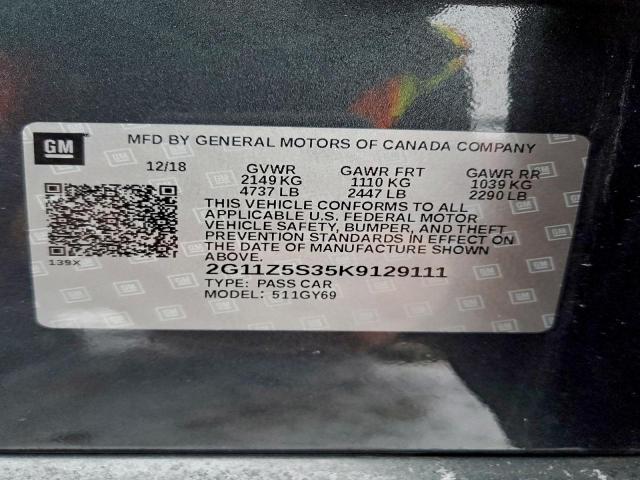 GM
MFD BY GENERAL MOTORS OF CANADA COMPANY
12/18 GVWR GAWR FRT GAWR RR
2149 KG 1110 KG 1039 KG
4737 LB 2447 LB 2290 LB
THIS VEHICLE CONFORMS TO ALL
APPLICABLE U.S. FEDERAL MOTOR
VEHICLE SAFETY, BUMPER, AND THEFT
PREVENTION STANDARDS IN EFFECT ON
THE DATE OF MANUFACTURE SHOWN
ABOVE.
139X
2G11Z5S35K9129111
TYPE: PASS CAR
MODEL: 511GY69